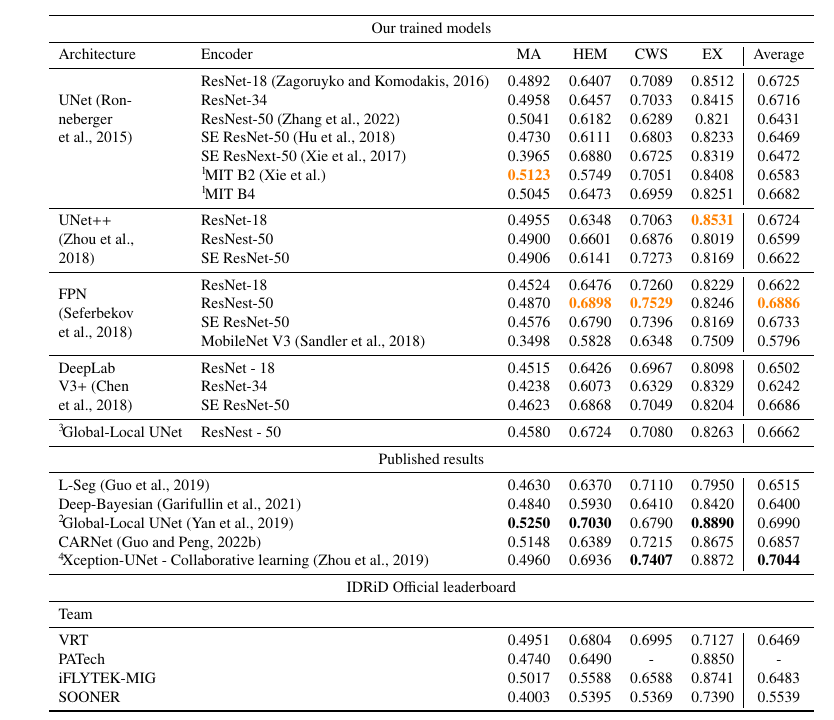 Our trained models
Architecture Encoder MA HEM CWS EX Average
UNet (Ron-
neberger
et al., 2015)
ResNet-18 (Zagoruyko and Komodakis, 2016) 0.4892 0.6407 0.7089 0.8512 0.6725
ResNet-34 0.4958 0.6457 0.7033 0.8415 0.6716
ResNest-50 (Zhang et al., 2022) 0.5041 0.6182 0.6289 0.821 0.6431
SE ResNet-50 (Hu et al., 2018) 0.4730 0.6111 0.6803 0.8233 0.6469
SE ResNext-50 (Xie et al., 2017) 0.3965 0.6880 0.6725 0.8319 0.6472
1MIT B2 (Xie et al.) 0.5123 0.5749 0.7051 0.8408 0.6583
1MIT B4 0.5045 0.6473 0.6959 0.8251 0.6682
UNet++
(Zhou et al.,
2018)
ResNet-18 0.4955 0.6348 0.7063 0.8531 0.6724
ResNest-50 0.4900 0.6601 0.6876 0.8019 0.6599
SE ResNet-50 0.4906 0.6141 0.7273 0.8169 0.6622
FPN
(Seferbekov
et al., 2018)
ResNet-18 0.4524 0.6476 0.7260 0.8229 0.6622
ResNest-50 0.4870 0.6898 0.7529 0.8246 0.6886
SE ResNet-50 0.4576 0.6790 0.7396 0.8169 0.6733
MobileNet V3 (Sandler et al., 2018) 0.3498 0.5828 0.6348 0.7509 0.5796
DeepLab
V3+ (Chen
et al., 2018)
ResNet - 18 0.4515 0.6426 0.6967 0.8098 0.6502
ResNet-34 0.4238 0.6073 0.6329 0.8329 0.6242
SE ResNet-50 0.4623 0.6868 0.7049 0.8204 0.6686
3Global-Local UNet ResNest - 50 0.4580 0.6724 0.7080 0.8263 0.6662
Published results
L-Seg (Guo et al., 2019) 0.4630 0.6370 0.7110 0.7950 0.6515
Deep-Bayesian (Garifullin et al., 2021) 0.4840 0.5930 0.6410 0.8420 0.6400
2Global-Local UNet (Yan et al., 2019) 0.5250 0.7030 0.6790 0.8890 0.6990
CARNet (Guo and Peng, 2022b) 0.5148 0.6389 0.7215 0.8675 0.6857
4Xception-UNet - Collaborative learning (Zhou et al., 2019) 0.4960 0.6936 0.7407 0.8872 0.7044
IDRiD Official leaderboard
Team
VRT 0.4951 0.6804 0.6995 0.7127 0.6469
PATech 0.4740 0.6490 - 0.8850 -
iFLYTEK-MIG 0.5017 0.5588 0.6588 0.8741 0.6483
SOONER 0.4003 0.5395 0.5369 0.7390 0.5539